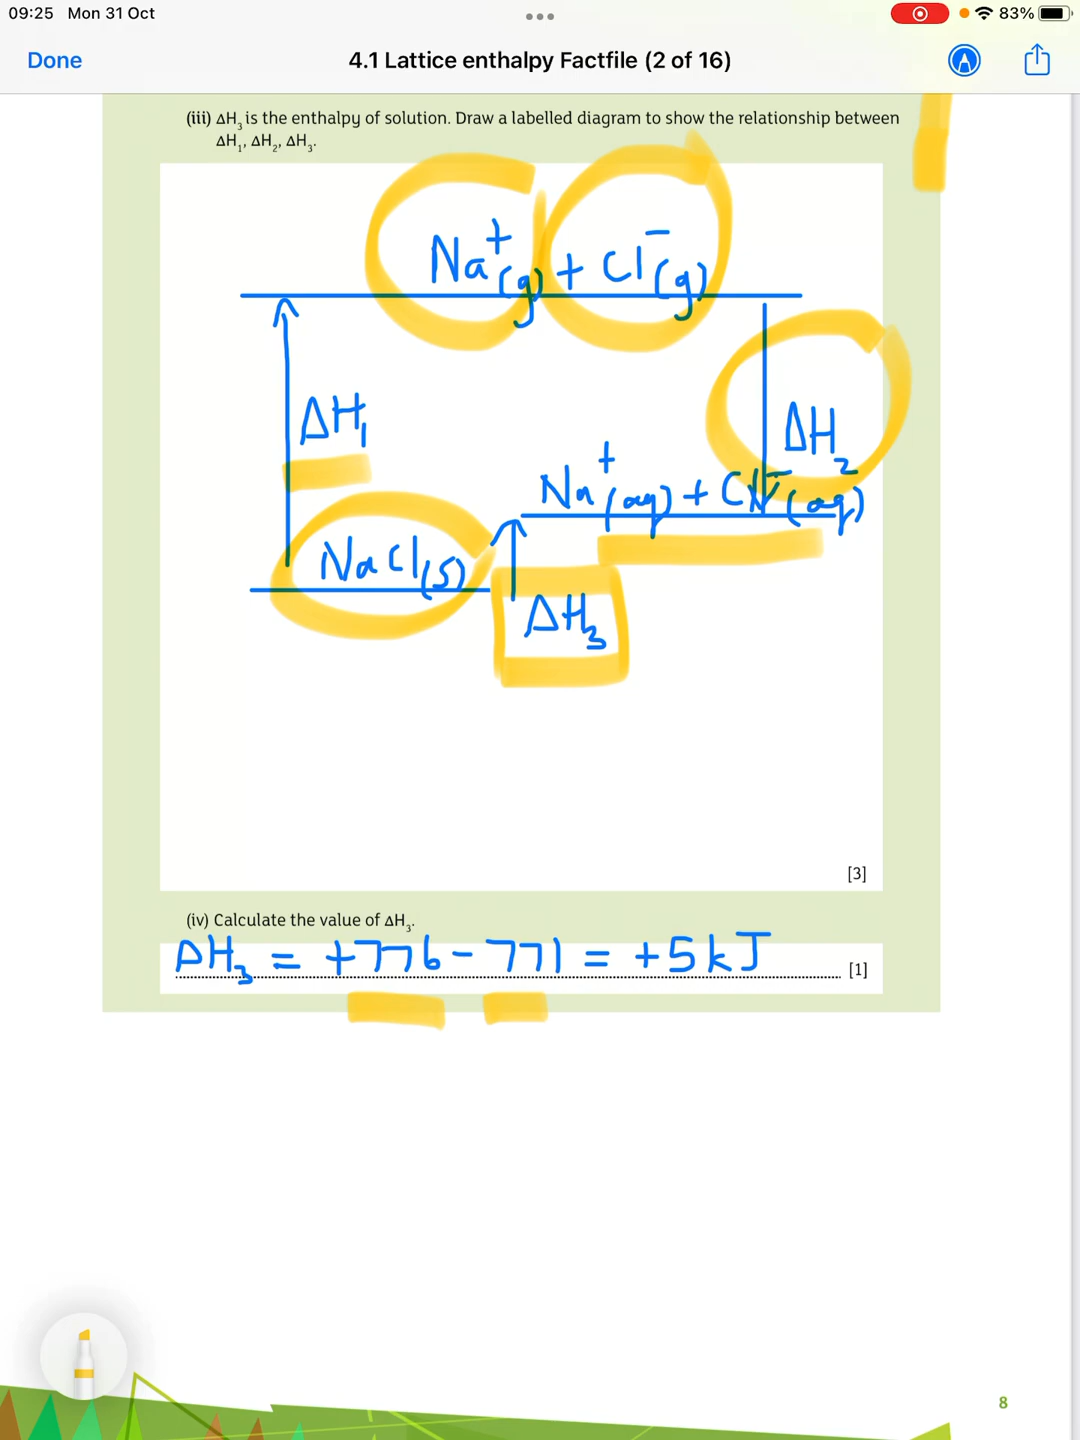 09:25 Mon 31 Oct
83%
Done
4.1 Lattice enthalpy Factfile (2 of 16)
(iii) ΔH₃ is the enthalpy of solution. Draw a labelled diagram to show the relationship between
ΔH₁, ΔH₂, ΔH₃.
Na⁺(g) + Cl⁻(g)
ΔH₁
ΔH₂
Na⁺(aq) + Cl⁻(aq)
NaCl(s)
ΔH₃
[3]
(iv) Calculate the value of ΔH₃.
ΔH₃ = +776 - 771 = +5kJ
[1]
8